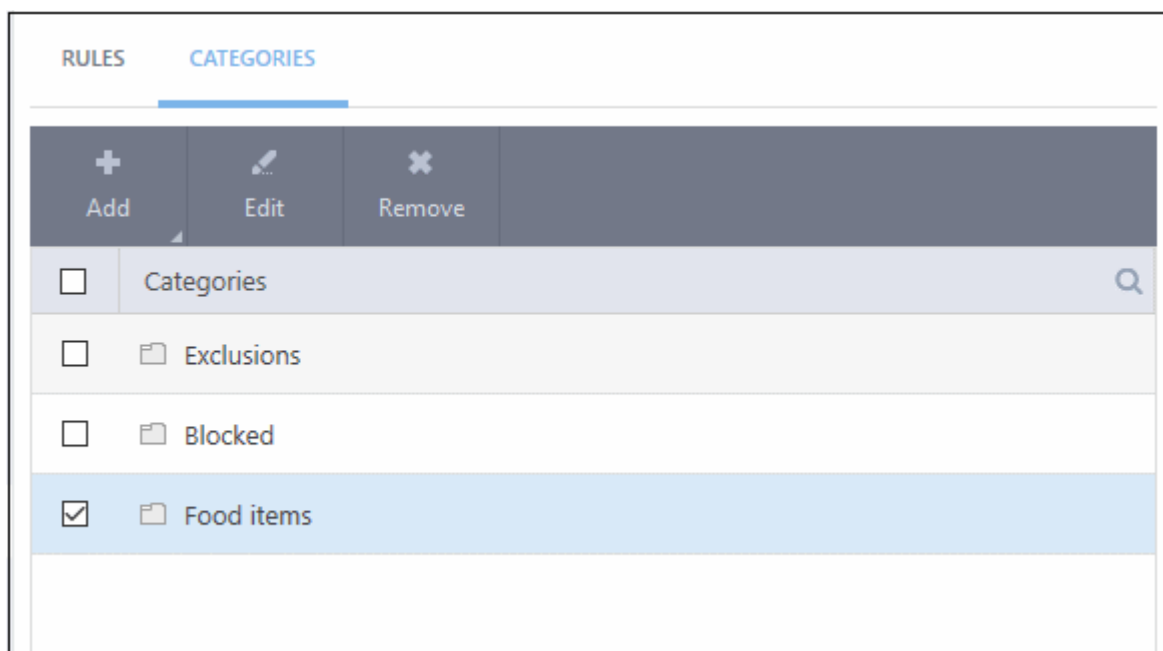 RULES CATEGORIES
Add Edit Remove
Categories
Exclusions
Blocked
Food items